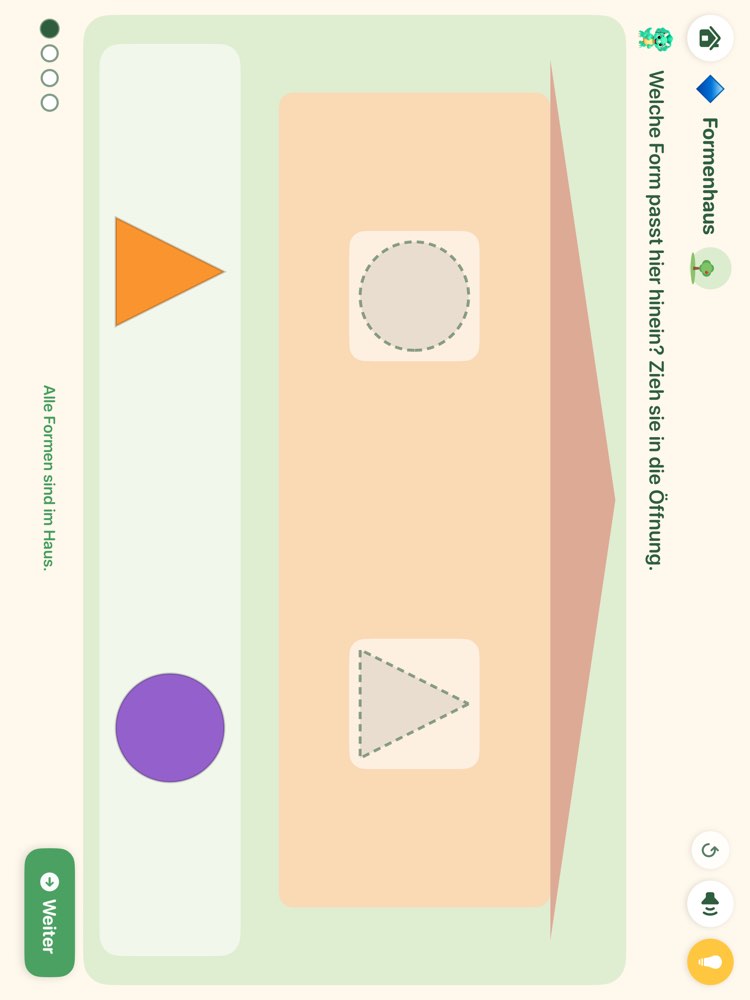 Formenhaus
Welche Form passt hier hinein? Zieh sie in die Öffnung.
Alle Formen sind im Haus.
Weiter